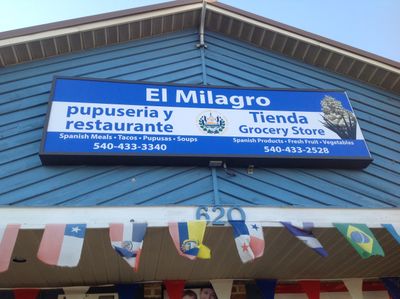 El Milagro
pupuseria y
restaurante
Spanish Meals • Tacos • Pupusas • Soups
540-433-3340
Tienda
Grocery Store
Spanish Products • Fresh Fruit • Vegetables
540-433-2528
620